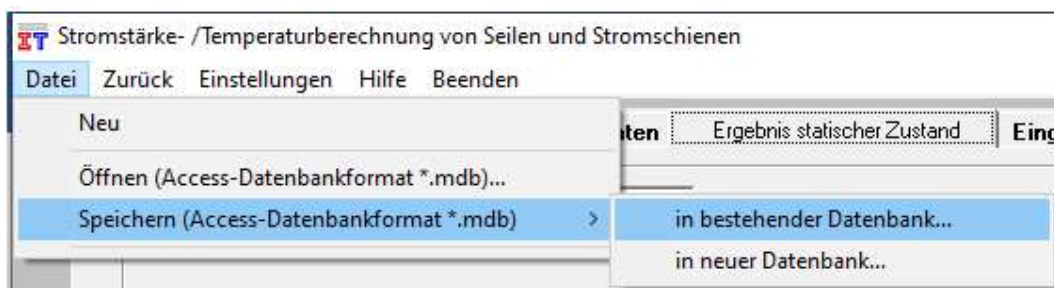 IT Stromstärke- /Temperaturberechnung von Seilen und Stromschienen
Datei Zurück Einstellungen Hilfe Beenden
Neu
Ergebnis statischer Zustand
Öffnen (Access-Datenbankformat *.mdb)...
Speichern (Access-Datenbankformat *.mdb) >
in bestehender Datenbank...
in neuer Datenbank...